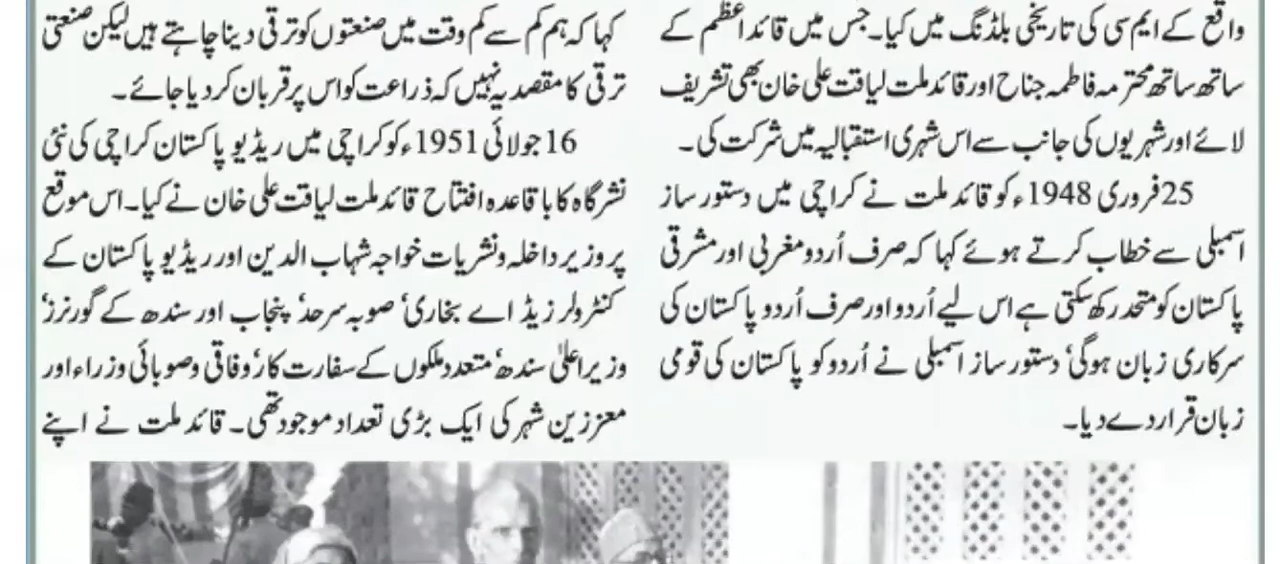 واقع کے ایم سی کی تاریخی بلڈنگ میں کیا۔ جس میں قائداعظم کے
ساتھ ساتھ محترمہ فاطمہ جناح اور قائد ملت لیاقت علی خان بھی تشریف
لائے اور شہریوں کی جانب سے اس شہری استقبالیہ میں شرکت کی۔
25 فروری 1948ء کو قائد ملت نے کراچی میں دستور ساز
اسمبلی سے خطاب کرتے ہوئے کہا کہ صرف اُردو مغربی اور مشرقی
پاکستان کو متحد رکھ سکتی ہے اس لیے اُردو اور صرف اُردو پاکستان کی
سرکاری زبان ہوگی‘ دستور ساز اسمبلی نے اُردو کو پاکستان کی قومی
زبان قرار دے دیا۔
کہا کہ ہم کم سے کم وقت میں صنعتوں کو ترقی دینا چاہتے ہیں لیکن صنعتی
ترقی کا مقصد یہ نہیں کہ ذراعت کو اس پر قربان کر دیا جائے۔
16 جولائی 1951ء کو کراچی میں ریڈیو پاکستان کراچی کی نئی
نشرگاہ کا باقاعدہ افتتاح قائد ملت لیاقت علی خان نے کیا۔ اس موقع
پر وزیر داخلہ و نشریات خواجہ شہاب الدین اور ریڈیو پاکستان کے
کنٹرولر زیڈ اے بخاری‘ صوبہ سرحد‘ پنجاب اور سندھ کے گورنرز‘
وزیراعلیٰ سندھ‘ متعدد ملکوں کے سفارت کار‘ وفاقی و صوبائی وزراء اور
معززین شہر کی ایک بڑی تعداد موجود تھی۔ قائد ملت نے اپنے